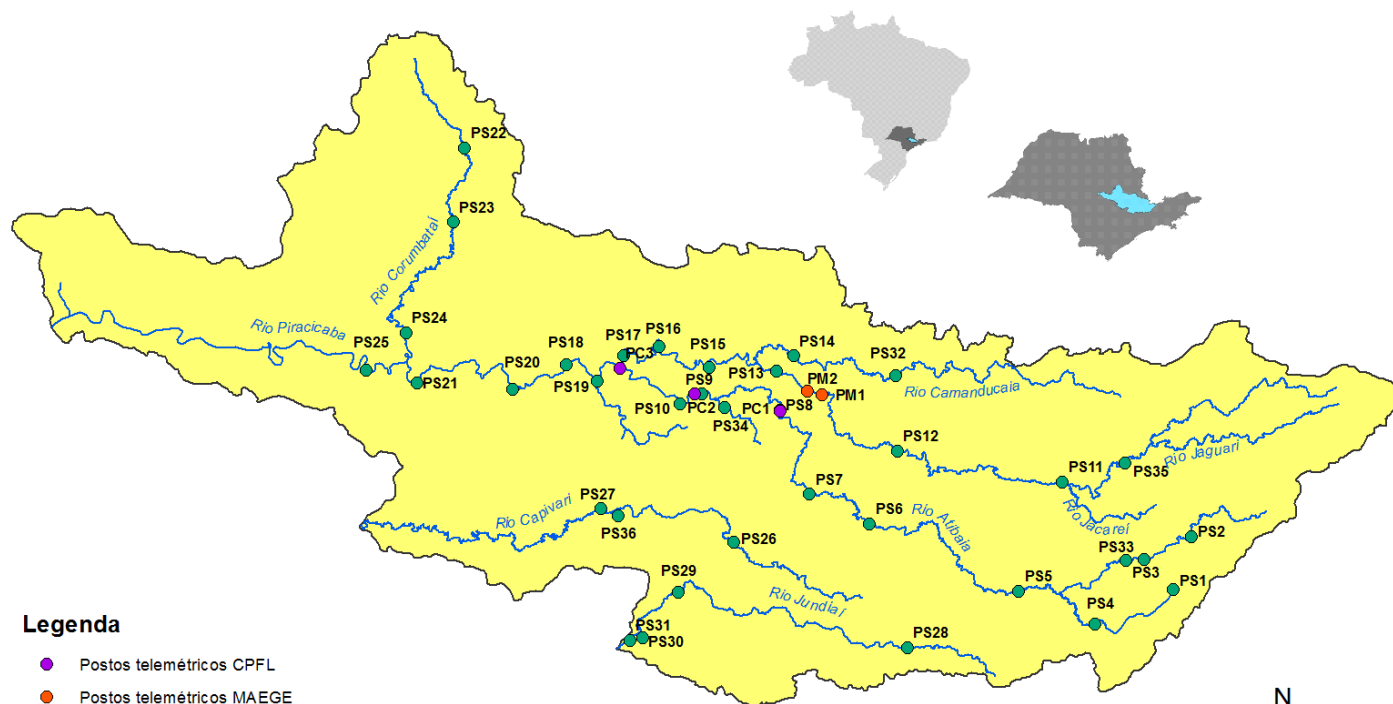 PS22
PS23
Rio Corumbataí
PS24
Rio Piracicaba
PS25
PS21
PS20
PS18
PS19
PS17
PC3
PS16
PS15
PS14
PS13
PS32
Rio Camanducaia
PM2
PM1
PS9
PS10
PC2
PS34
PC1
PS8
PS12
PS11
PS35
Rio Jaguari
Rio Jacareí
PS7
PS6
Rio Atibaia
PS2
PS33
PS3
PS1
PS5
PS4
PS27
Rio Capivari
PS36
PS26
PS29
Rio Jundiaí
PS31
PS30
PS28
Legenda
Postos telemétricos CPFL
Postos telemétricos MAEGE
N